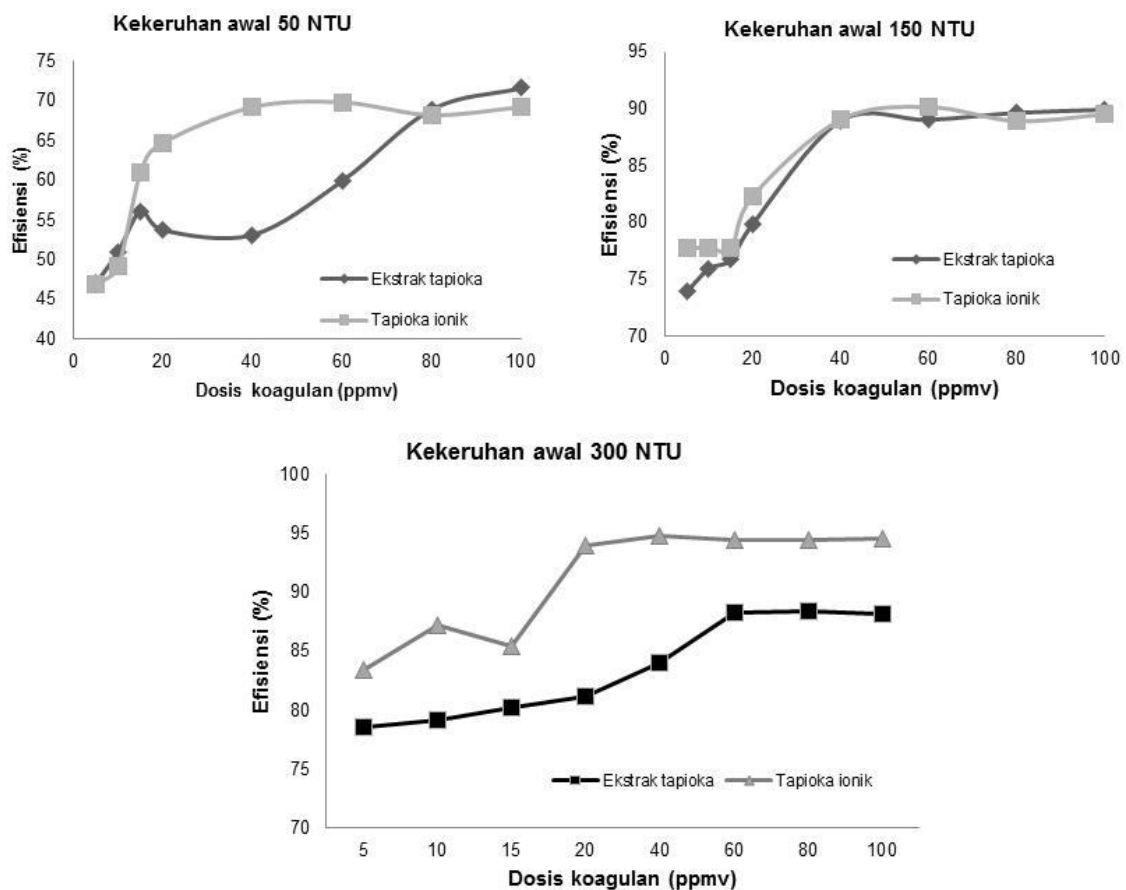 Kekeruhan awal 50 NTU
75
70
65
60
55
50
45
40
Efisiensi (%)
0 20 40 60 80 100
Dosis koagulan (ppmv)
Ekstrak tapioka
Tapioka ionik
Kekeruhan awal 150 NTU
95
90
85
80
75
70
Efisiensi (%)
0 20 40 60 80 100
Dosis koagulan (ppmv)
Ekstrak tapioka
Tapioka ionik
Kekeruhan awal 300 NTU
100
95
90
85
80
75
70
Efisiensi (%)
5 10 15 20 40 60 80 100
Dosis koagulan (ppmv)
Ekstrak tapioka Tapioka ionik